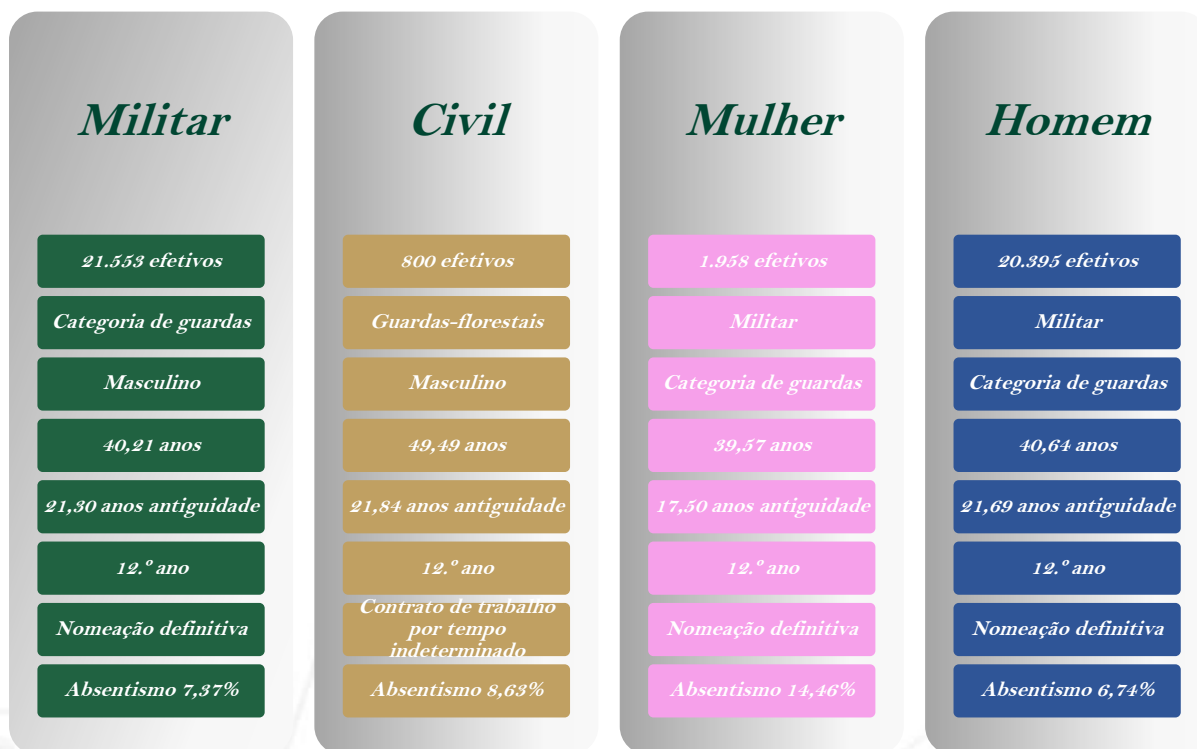 Militar
21.553 efetivos
Categoria de guardas
Masculino
40,21 anos
21,30 anos antiguidade
12.º ano
Nomeação definitiva
Absentismo 7,37%
Civil
800 efetivos
Guardas-florestais
Masculino
49,49 anos
21,84 anos antiguidade
12.º ano
Contrato de trabalho
por tempo
indeterminado
Absentismo 8,63%
Mulher
1.958 efetivos
Militar
Categoria de guardas
39,57 anos
17,50 anos antiguidade
12.º ano
Nomeação definitiva
Absentismo 14,46%
Homem
20.395 efetivos
Militar
Categoria de guardas
40,64 anos
21,69 anos antiguidade
12.º ano
Nomeação definitiva
Absentismo 6,74%